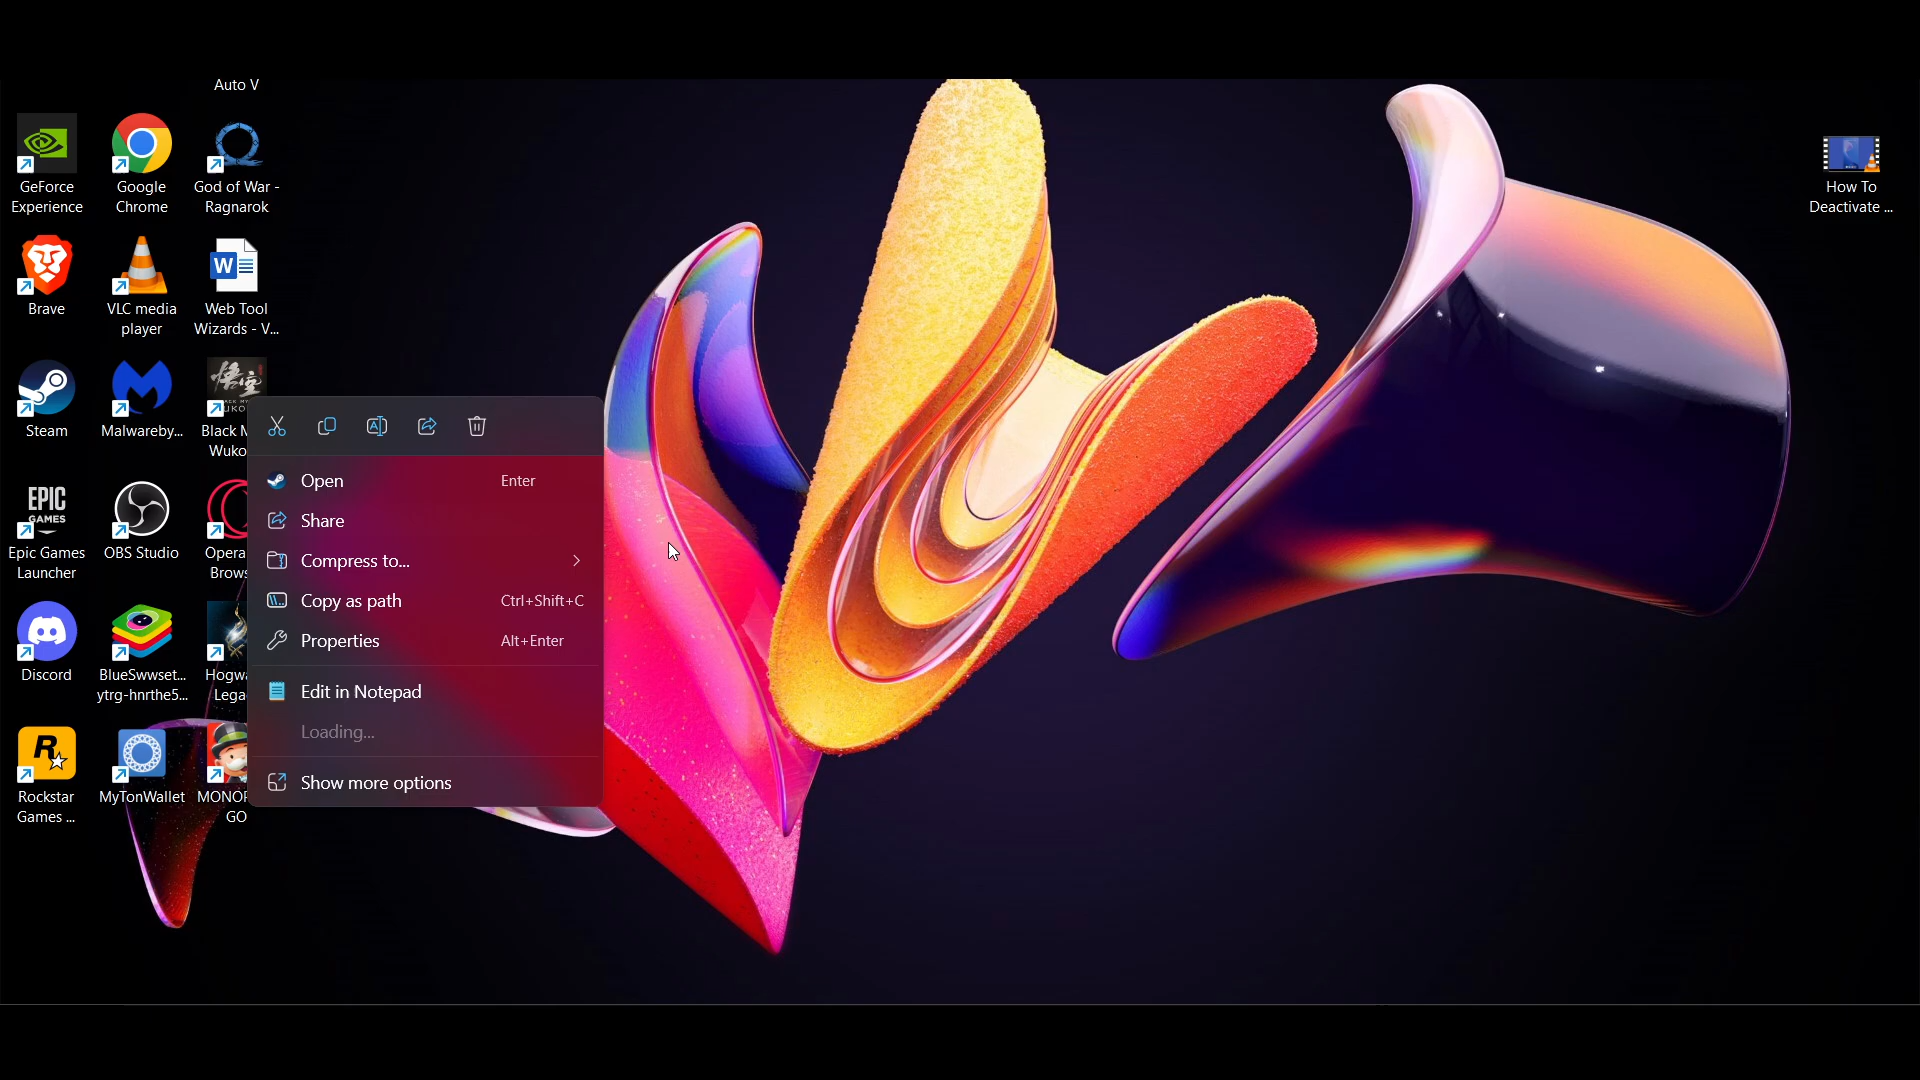 Auto V
GeForce
Experience
Google
Chrome
God of War -
Ragnarok
How To
Deactivate ...
Brave
VLC media
player
W
Web Tool
Wizards - V...
Steam
Malwareby...
悟空
Black M
Wuko
Open
Enter
Share
Compress to...
Copy as path
Ctrl+Shift+C
Properties
Alt+Enter
Edit in Notepad
Loading...
Show more options
EPIC
GAMES
Epic Games
Launcher
OBS Studio
Opera
Brows
Discord
BlueSwwset...
ytrg-hnrthe5...
Hogwa
Lega
R
Rockstar
Games ...
MyTonWallet
MONOP
GO